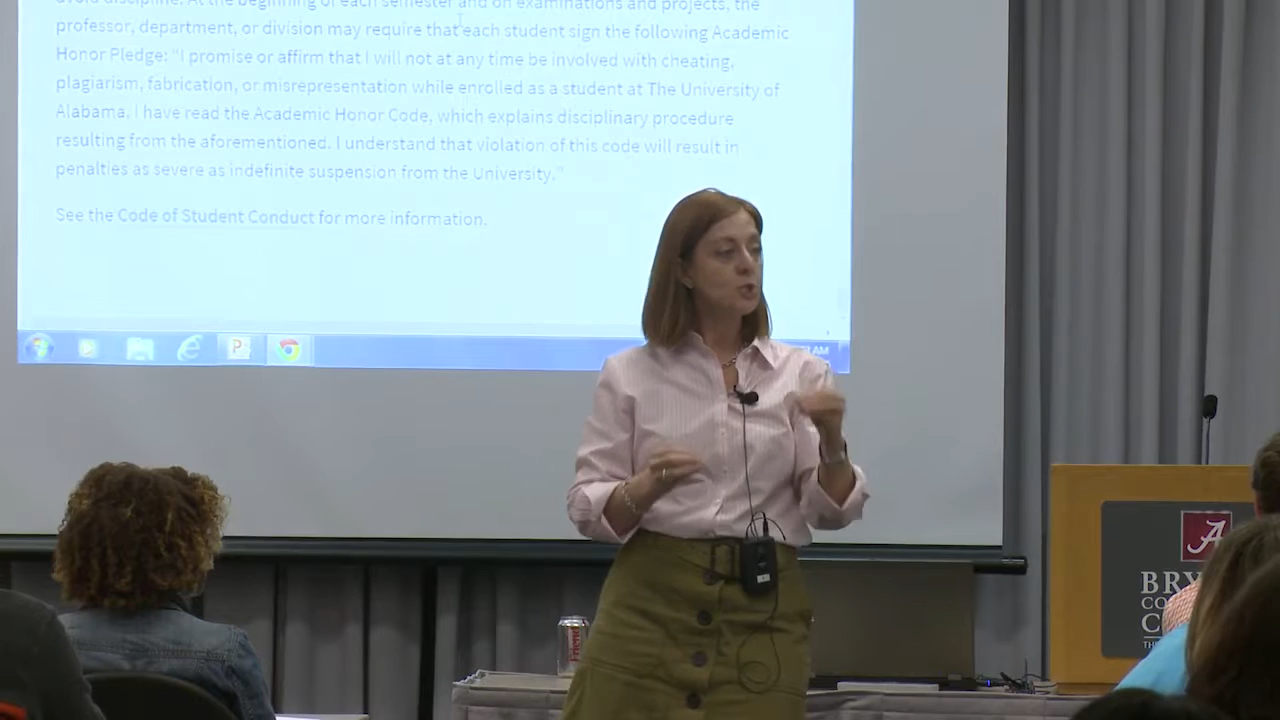 avoid discipline. At the beginning of each semester and on examinations and projects, the
professor, department, or division may require that each student sign the following Academic
Honor Pledge: “I promise or affirm that I will not at any time be involved with cheating,
plagiarism, fabrication, or misrepresentation while enrolled as a student at The University of
Alabama. I have read the Academic Honor Code, which explains disciplinary procedure
resulting from the aforementioned. I understand that violation of this code will result in
penalties as severe as indefinite suspension from the University.”
See the Code of Student Conduct for more information.
AM
Friend
A
BRY
CO
C
TH